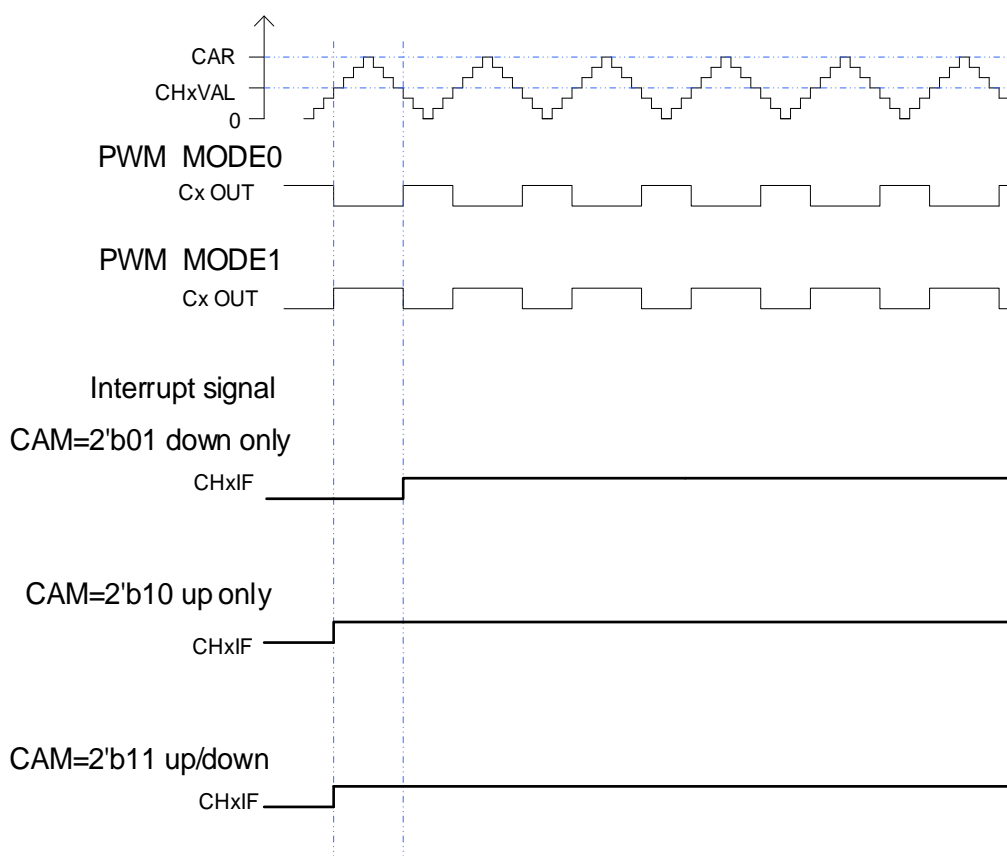 CAR
CHxVAL
0
PWM MODE0
Cx OUT
PWM MODE1
Cx OUT
Interrupt signal
CAM=2'b01 down only
CHxIF
CAM=2'b10 up only
CHxIF
CAM=2'b11 up/down
CHxIF